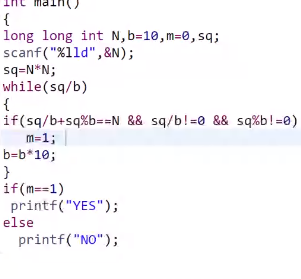 int main()
{
long long int N,b=10,m=0,sq;
scanf("%lld",&N);
sq=N*N;
while(sq/b)
{
if(sq/b+sq%b==N && sq/b!=0 && sq%b!=0)
m=1;
b=b*10;
}
if(m==1)
printf("YES");
else
printf("NO");